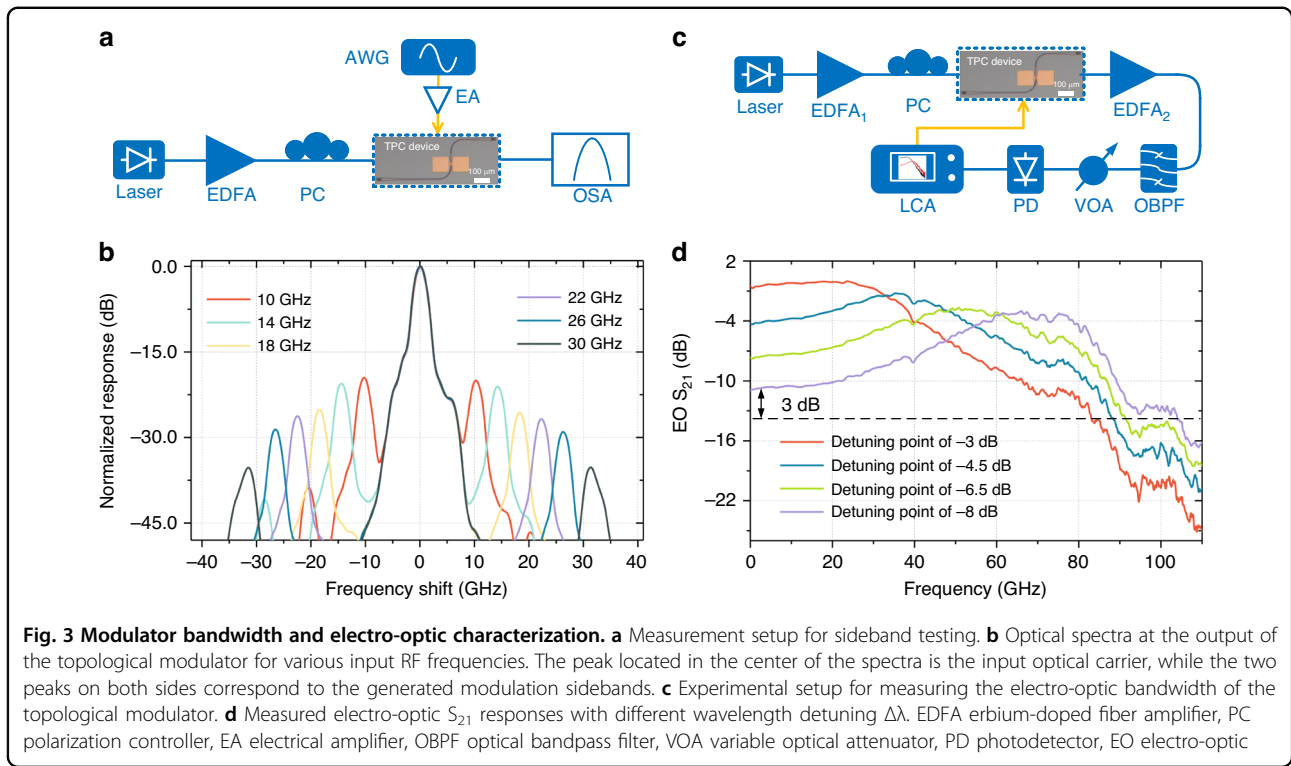 a
AWG
EA
TPC device
100 μm
Laser
EDFA
PC
OSA
c
TPC device
100 μm
Laser
EDFA₁
PC
EDFA₂
LCA
PD
VOA
OBPF
b
Normalized response (dB)
0.0
−15.0
−30.0
−45.0
10 GHz
14 GHz
18 GHz
22 GHz
26 GHz
30 GHz
−40 −30 −20 −10 0 10 20 30 40
Frequency shift (GHz)
d
EO S₂₁ (dB)
2
−4
−10
−16
−22
3 dB
Detuning point of −3 dB
Detuning point of −4.5 dB
Detuning point of −6.5 dB
Detuning point of −8 dB
0 20 40 60 80 100
Frequency (GHz)
Fig. 3 Modulator bandwidth and electro-optic characterization. a Measurement setup for sideband testing. b Optical spectra at the output of
the topological modulator for various input RF frequencies. The peak located in the center of the spectra is the input optical carrier, while the two
peaks on both sides correspond to the generated modulation sidebands. c Experimental setup for measuring the electro-optic bandwidth of the
topological modulator. d Measured electro-optic S₂₁ responses with different wavelength detuning Δλ. EDFA erbium-doped fiber amplifier, PC
polarization controller, EA electrical amplifier, OBPF optical bandpass filter, VOA variable optical attenuator, PD photodetector, EO electro-optic